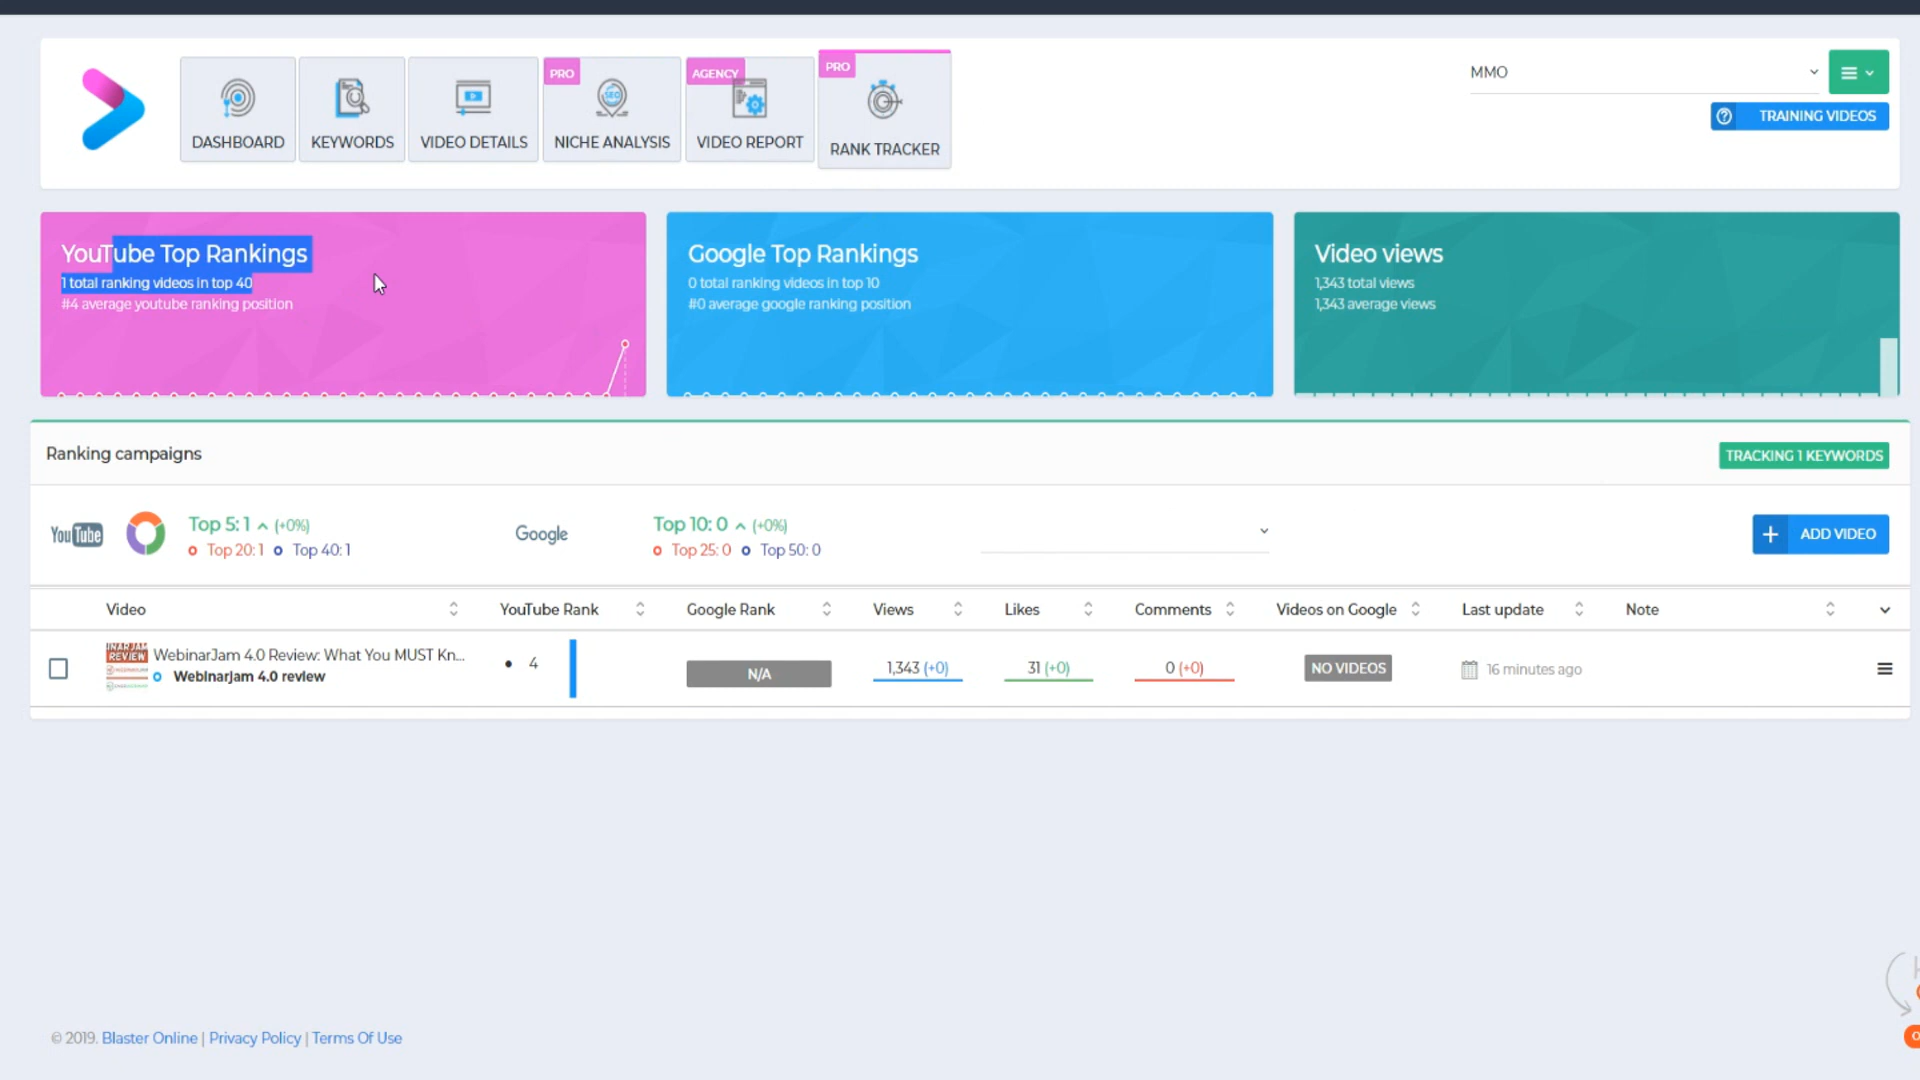 PRO
AGENCY
PRO
MMO
DASHBOARD
KEYWORDS
VIDEO DETAILS
NICHE ANALYSIS
VIDEO REPORT
RANK TRACKER
SEO
TRAINING VIDEOS
YouTube Top Rankings
1 total ranking videos in top 40
#4 average youtube ranking position
Google Top Rankings
0 total ranking videos in top 10
#0 average google ranking position
Video views
1,343 total views
1,343 average views
Ranking campaigns
TRACKING 1 KEYWORDS
YouTube
Top 5: 1 (+0%)
Top 20: 1 Top 40: 1
Google
Top 10: 0 (+0%)
Top 25: 0 Top 50: 0
+ ADD VIDEO
Video YouTube Rank Google Rank Views Likes Comments Videos on Google Last update Note
REVIEW
WebinarJam 4.0 Review: What You MUST Kn...
Webinarjam 4.0 review
4
N/A
1,343 (+0)
31 (+0)
0 (+0)
NO VIDEOS
16 minutes ago
© 2019. Blaster Online | Privacy Policy | Terms Of Use